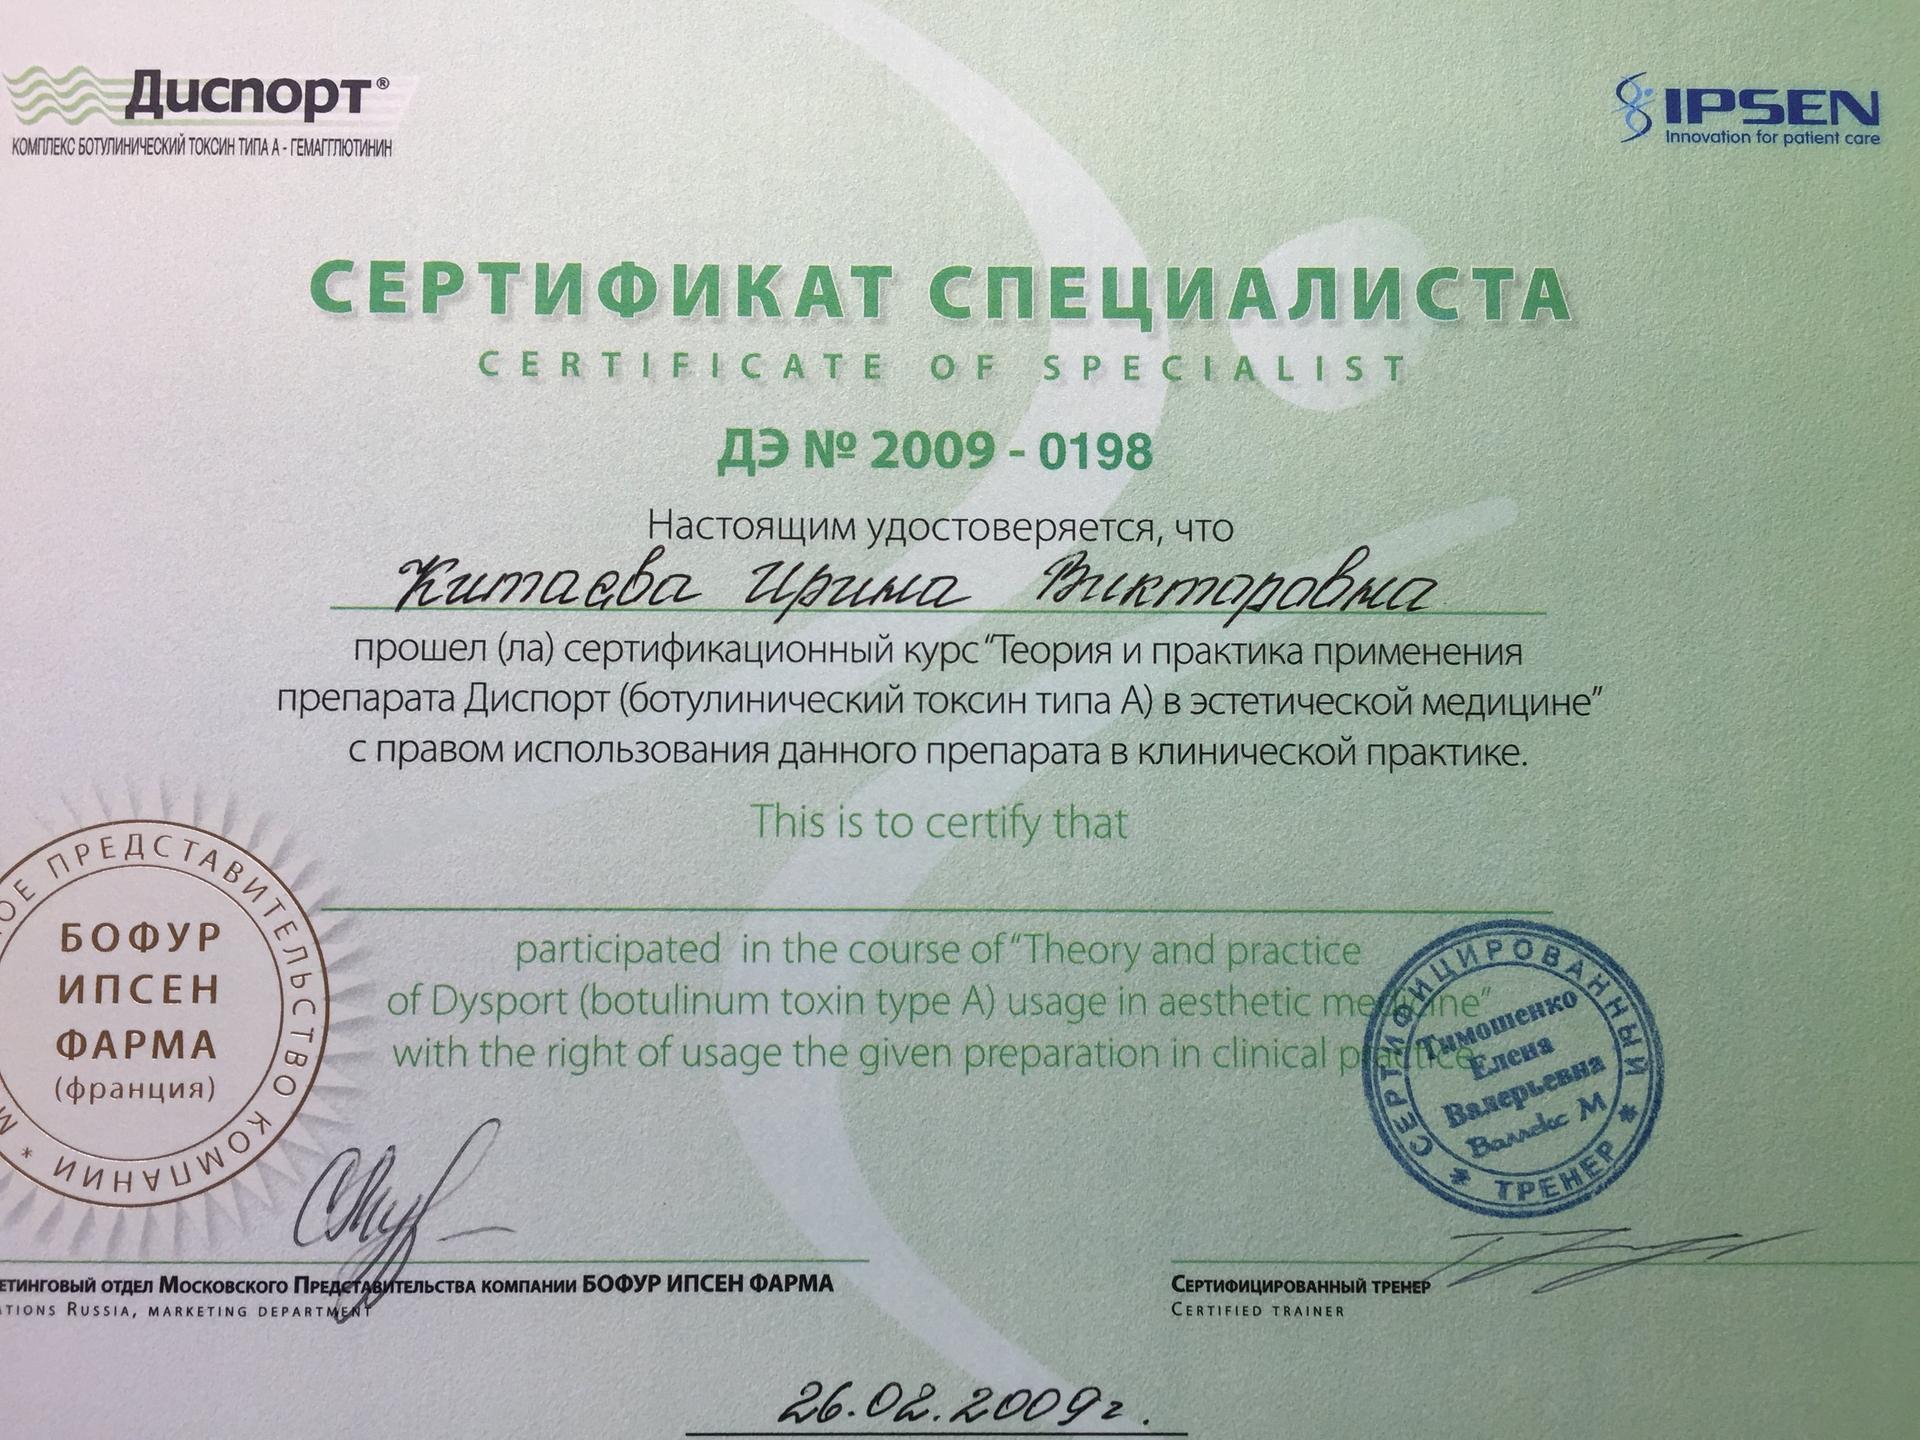 Диспорт®
КОМПЛЕКС БОТУЛИНИЧЕСКИЙ ТОКСИН ТИПА А - ГЕМАГГЛЮТИНИН
IPSEN
Innovation for patient care
СЕРТИФИКАТ СПЕЦИАЛИСТА
CERTIFICATE OF SPECIALIST
ДЭ № 2009 - 0198
Настоящим удостоверяется, что
Китаева Ирина Викторовна
прошел (ла) сертификационный курс "Теория и практика применения
препарата Диспорт (ботулинический токсин типа А) в эстетической медицине"
с правом использования данного препарата в клинической практике.
This is to certify that
participated in the course of "Theory and practice
of Dysport (botulinum toxin type A) usage in aesthetic medicine"
with the right of usage the given preparation in clinical practice
ОЕ ПРЕДСТАВИТЕЛЬСТВО КОМПАНИИ * М
БОФУР
ИПСЕН
ФАРМА
(франция)
СЕРТИФИЦИРОВАННЫЙ * ТРЕНЕР *
Тимошенко
Елена
Валерьевна
Валлекс М
ЕТИНГОВЫЙ ОТДЕЛ МОСКОВСКОГО ПРЕДСТАВИТЕЛЬСТВА КОМПАНИИ БОФУР ИПСЕН ФАРМА
ATIONS RUSSIA, MARKETING DEPARTMENT
СЕРТИФИЦИРОВАННЫЙ ТРЕНЕР
CERTIFIED TRAINER
26.02.2009г.